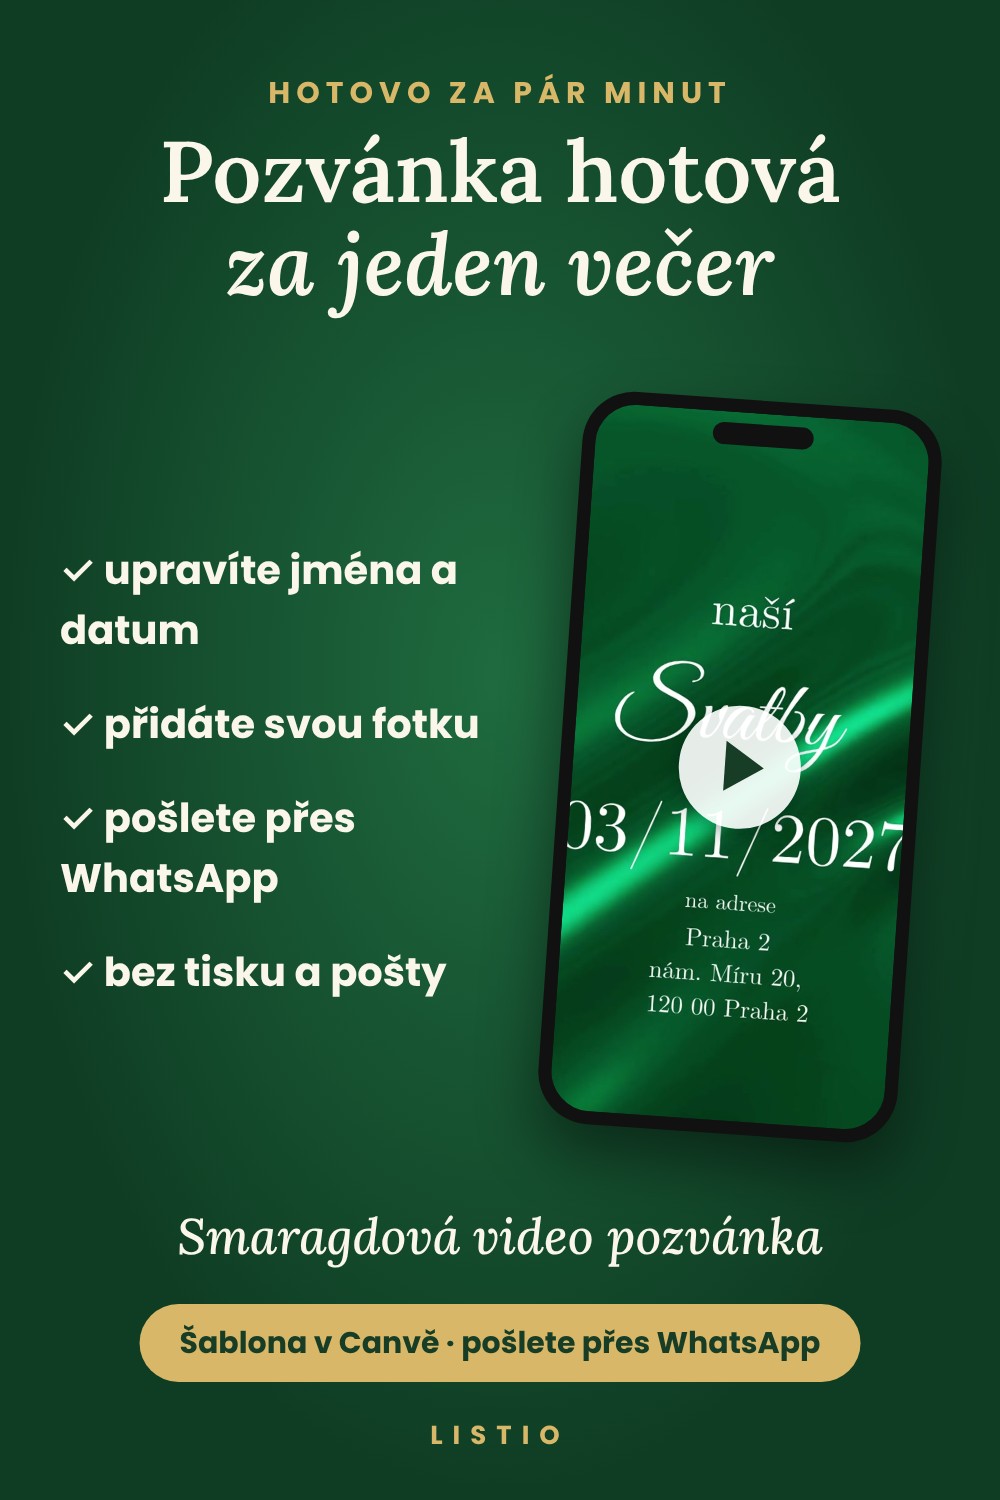 HOTOVO ZA PÁR MINUT
Pozvánka hotová
za jeden večer
✓ upravíte jména a
datum
✓ přidáte svou fotku
✓ pošlete přes
WhatsApp
✓ bez tisku a pošty
naší
Svatby
03/11/2027
na adrese
Praha 2
nám. Míru 20,
120 00 Praha 2
Smaragdová video pozvánka
Šablona v Canvě · pošlete přes WhatsApp
LISTIO